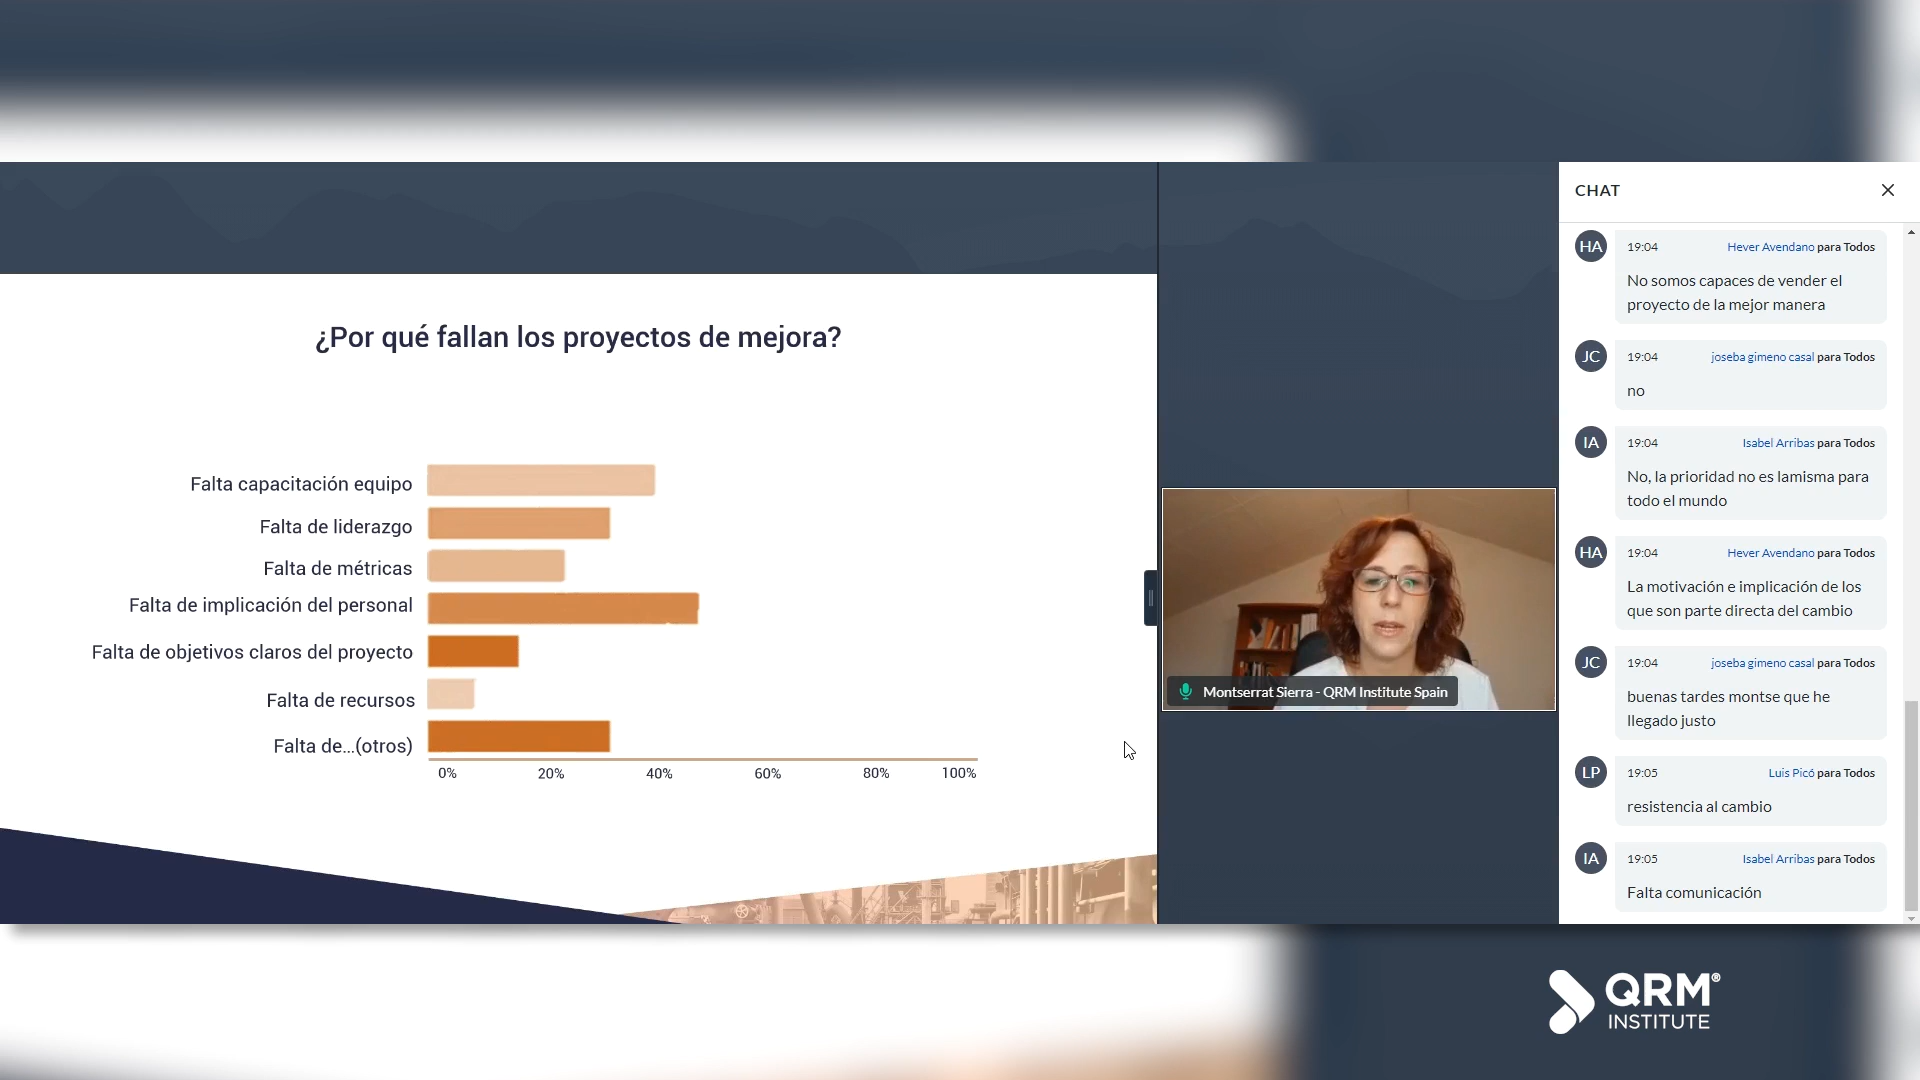 ¿Por qué fallan los proyectos de mejora?
Falta capacitación equipo
Falta de liderazgo
Falta de métricas
Falta de implicación del personal
Falta de objetivos claros del proyecto
Falta de recursos
Falta de...(otros)
0% 20% 40% 60% 80% 100%
Montserrat Sierra - QRM Institute Spain
CHAT
HA 19:04 Hever Avendano para Todos
No somos capaces de vender el
proyecto de la mejor manera
JC 19:04 joseba gimeno casal para Todos
no
IA 19:04 Isabel Arribas para Todos
No, la prioridad no es lamisma para
todo el mundo
HA 19:04 Hever Avendano para Todos
La motivación e implicación de los
que son parte directa del cambio
JC 19:04 joseba gimeno casal para Todos
buenas tardes montse que he
llegado justo
LP 19:05 Luis Picó para Todos
resistencia al cambio
IA 19:05 Isabel Arribas para Todos
Falta comunicación
QRM®
INSTITUTE